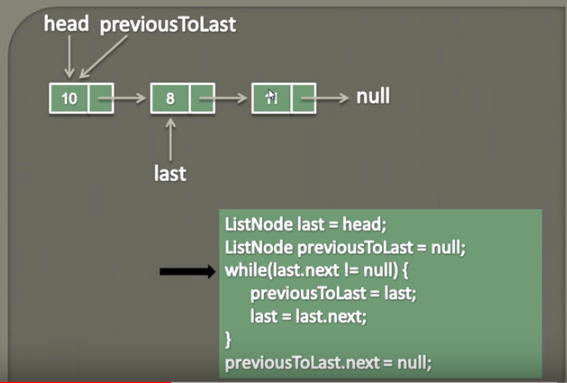 head previousToLast
10 8 11 null
last
ListNode last = head;
ListNode previousToLast = null;
while(last.next != null) {
previousToLast = last;
last = last.next;
}
previousToLast.next = null;